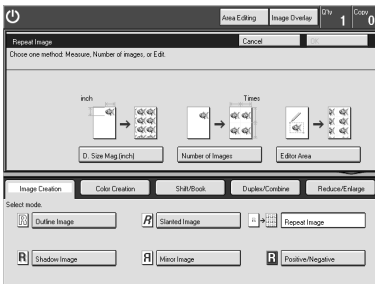 Area Editing Image Overlay Q'ty 1 Copy 0
Repeat Image Cancel OK
Chose one method: Measure, Number of images, or Edit.
inch Times
D. Size Mag.(inch) Number of Images Editor Area
Image Creation Color Creation Shift/Book Duplex/Combine Reduce/Enlarge
Select mode.
R Outline Image R Slanted Image R Repeat Image
R Shadow Image R Mirror Image R Positive/Negative